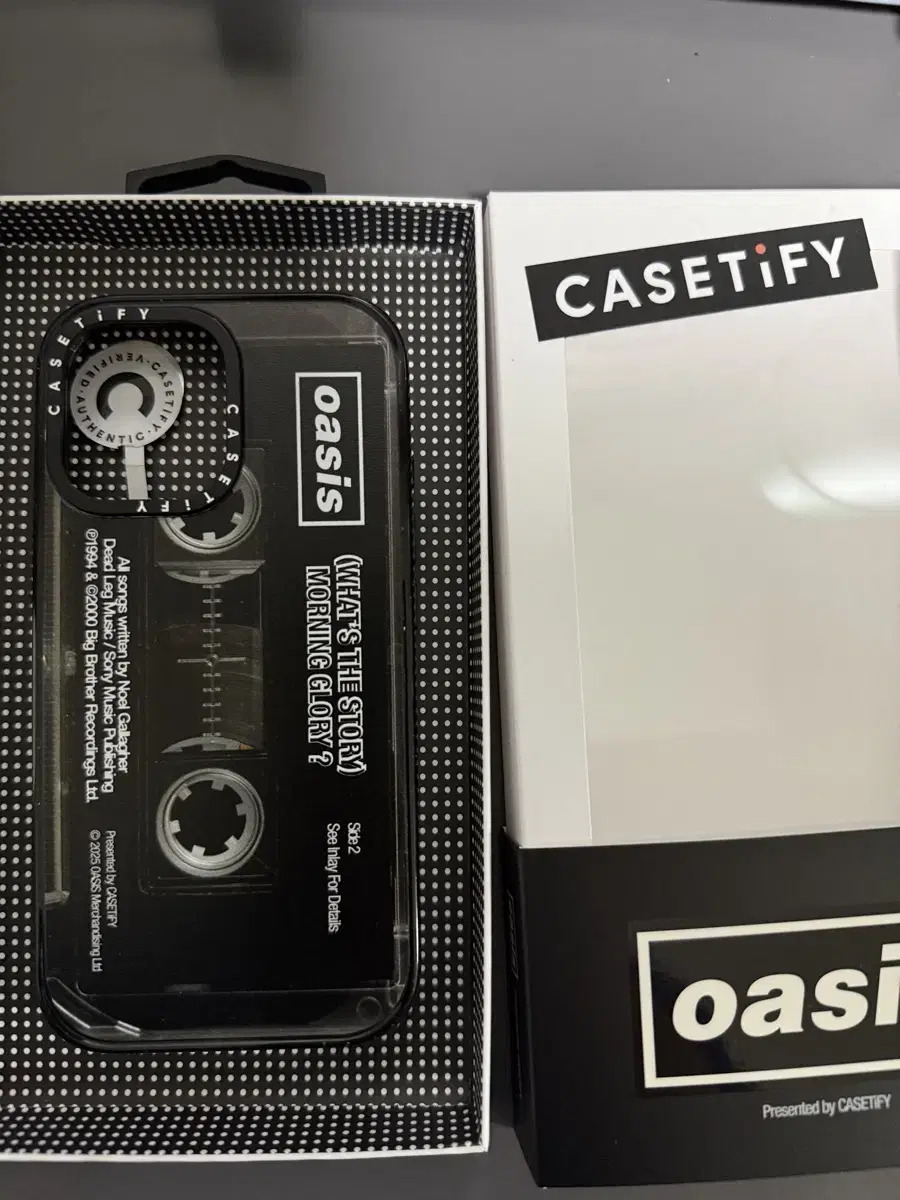 CASETiFY
CASETiFY
CASETiFY
CASETIFY · VERIFIED · AUTHENTIC ·
oasis
(WHAT'S THE STORY)
MORNING GLORY?
Side 2
See Inlay For Details
All songs written by Noel Gallagher
Dead Leg Music / Sony Music Publishing
℗1994 & ©2000 Big Brother Recordings Ltd.
Presented by CASETiFY
© 2025 OASIS Merchandising Ltd
CASETiFY
oasi
Presented by CASETiFY